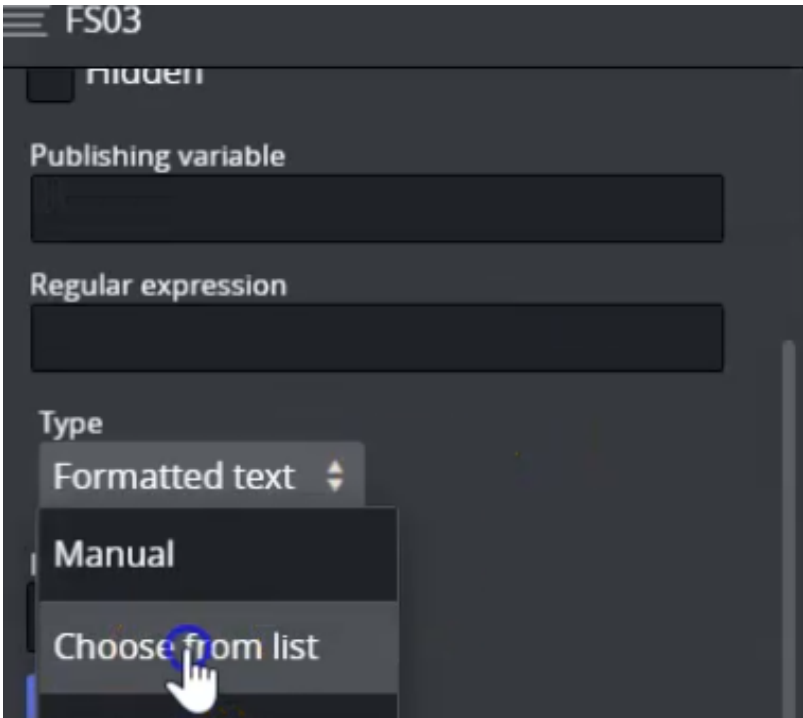 FS03
Hidden
Publishing variable
Regular expression
Type
Formatted text
Manual
Choose from list